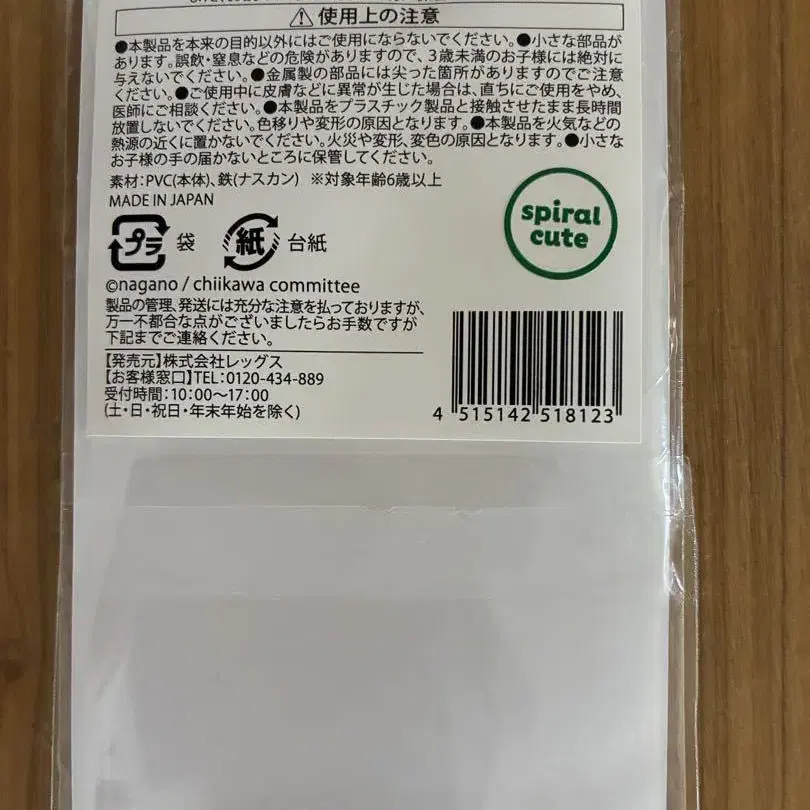 ⚠使用上の注意
●本製品を本来の目的以外にはご使用にならないでください。●小さな部品が
あります。誤飲・窒息などの危険がありますので、3歳未満のお子様には絶対に
与えないでください。●金属製の部品には尖った箇所がありますのでご注意
ください。●ご使用中に皮膚などに異常が生じた場合は、直ちにご使用をやめ、
医師にご相談ください。●本製品をプラスチック製品と接触させたまま長時間
放置しないでください。色移りや変形の原因となります。●本製品を火気などの
熱源の近くに置かないでください。火災や変形、変色の原因となります。●小さな
お子様の手の届かないところに保管してください。
素材：PVC(本体)、鉄(ナスカン) ※対象年齢6歳以上
MADE IN JAPAN
spiral
cute
プラ 袋 紙 台紙
©nagano / chiikawa committee
製品の管理、発送には充分な注意を払っておりますが、
万一不都合な点がございましたらお手数ですが
下記までご連絡ください。
【発売元】株式会社レッグス
【お客様窓口】TEL：0120-434-889
受付時間：10:00〜17:00
(土・日・祝日・年末年始を除く)
4 515142 518123